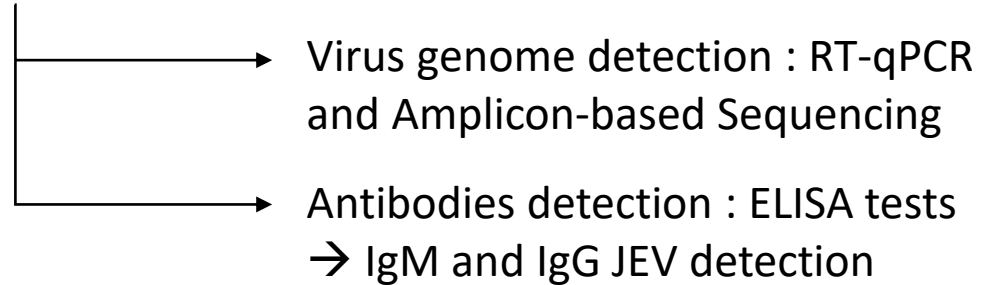 Virus genome detection : RT-qPCR
and Amplicon-based Sequencing
Antibodies detection : ELISA tests
→ IgM and IgG JEV detection